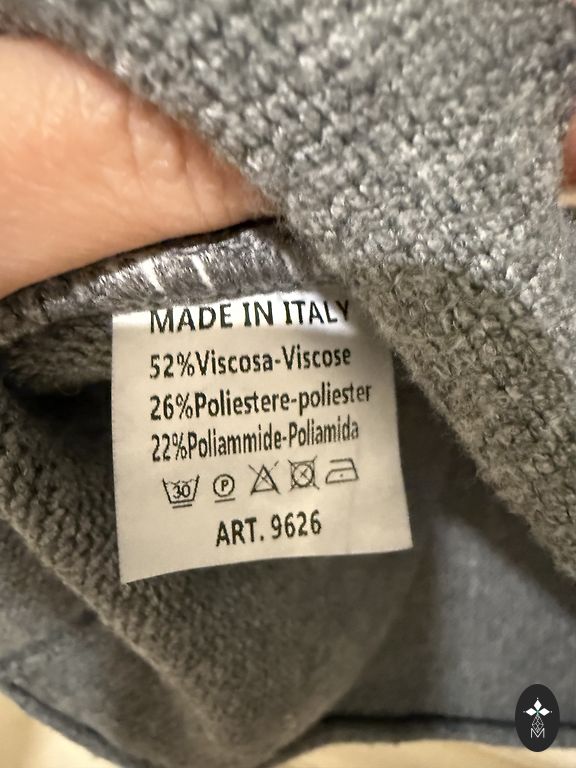 MADE IN ITALY
52%Viscosa-Viscose
26%Poliestere-poliester
22%Poliammide-Poliamida
30 P
ART. 9626
M